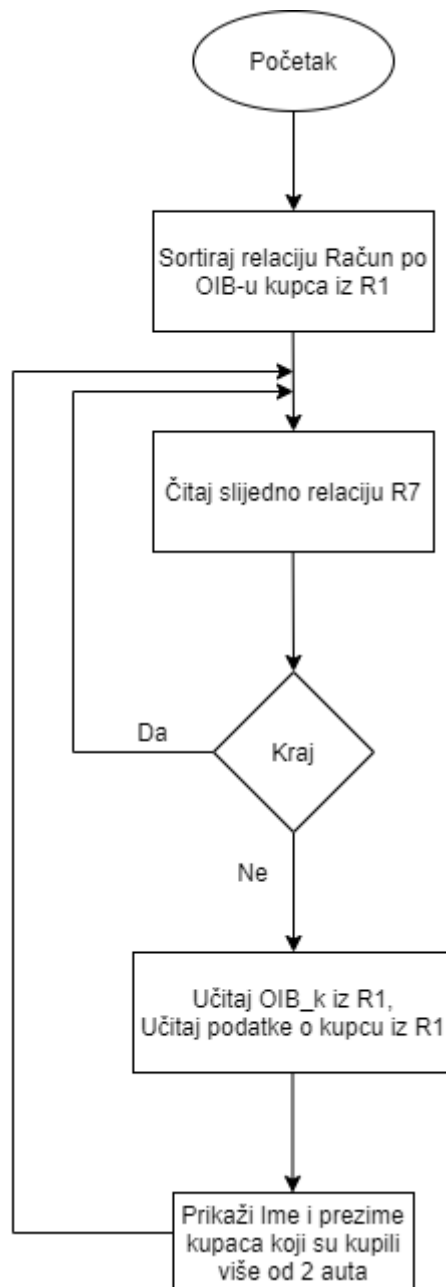 Početak
Sortiraj relaciju Račun po
OIB-u kupca iz R1
Čitaj slijedno relaciju R7
Da
Kraj
Ne
Učitaj OIB_k iz R1,
Učitaj podatke o kupcu iz R1
Prikaži Ime i prezime
kupaca koji su kupili
više od 2 auta